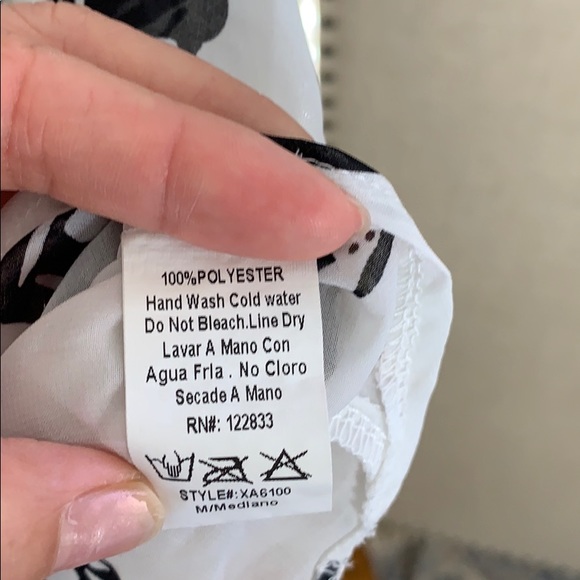 100%POLYESTER
Hand Wash Cold water
Do Not Bleach.Line Dry
Lavar A Mano Con
Agua Frla . No Cloro
Secade A Mano
RN#: 122833
STYLE#:XA6100
M/Mediano